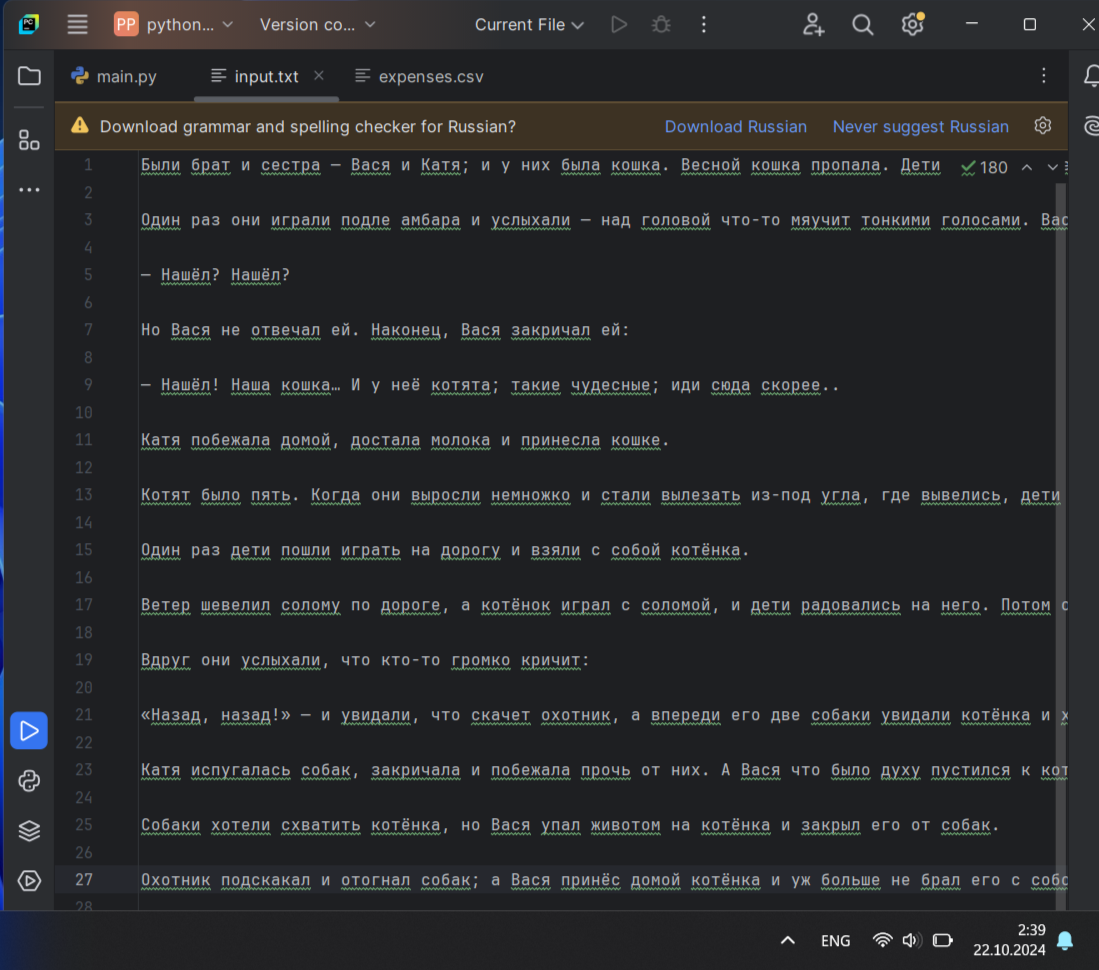 PP python... Version co... Current File
main.py input.txt expenses.csv
Download grammar and spelling checker for Russian? Download Russian Never suggest Russian
1 Были брат и сестра — Вася и Катя; и у них была кошка. Весной кошка пропала. Дети 180
2
3 Один раз они играли подле амбара и услыхали — над головой что-то мяучит тонкими голосами. Вас
4
5 — Нашёл? Нашёл?
6
7 Но Вася не отвечал ей. Наконец, Вася закричал ей:
8
9 — Нашёл! Наша кошка… И у неё котята; такие чудесные; иди сюда скорее..
10
11 Катя побежала домой, достала молока и принесла кошке.
12
13 Котят было пять. Когда они выросли немножко и стали вылезать из-под угла, где вывелись, дети
14
15 Один раз дети пошли играть на дорогу и взяли с собой котёнка.
16
17 Ветер шевелил солому по дороге, а котёнок играл с соломой, и дети радовались на него. Потом
18
19 Вдруг они услыхали, что кто-то громко кричит:
20
21 «Назад, назад!» — и увидали, что скачет охотник, а впереди его две собаки увидали котёнка и х
22
23 Катя испугалась собак, закричала и побежала прочь от них. А Вася что было духу пустился к кот
24
25 Собаки хотели схватить котёнка, но Вася упал животом на котёнка и закрыл его от собак.
26
27 Охотник подскакал и отогнал собак; а Вася принёс домой котёнка и уж больше не брал его с собо
28
ENG 2:39
22.10.2024